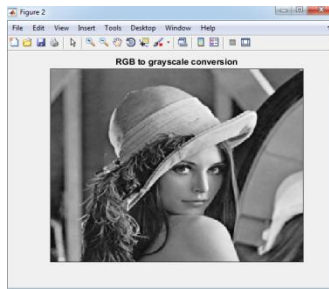 Figure 2
File Edit View Insert Tools Desktop Window Help
RGB to grayscale conversion